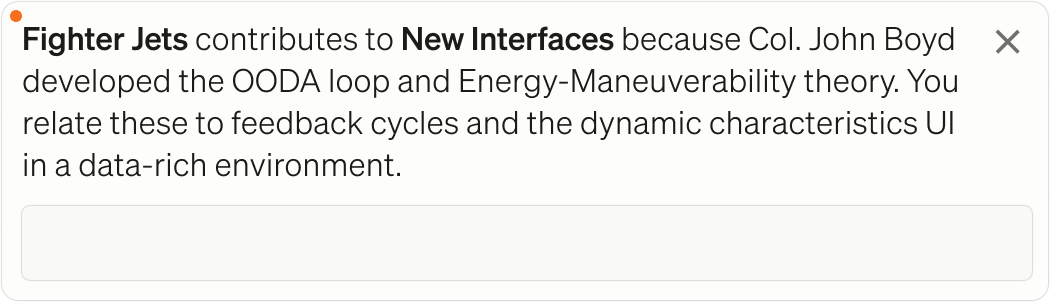 Fighter Jets contributes to New Interfaces because Col. John Boyd
developed the OODA loop and Energy-Maneuverability theory. You
relate these to feedback cycles and the dynamic characteristics UI
in a data-rich environment.